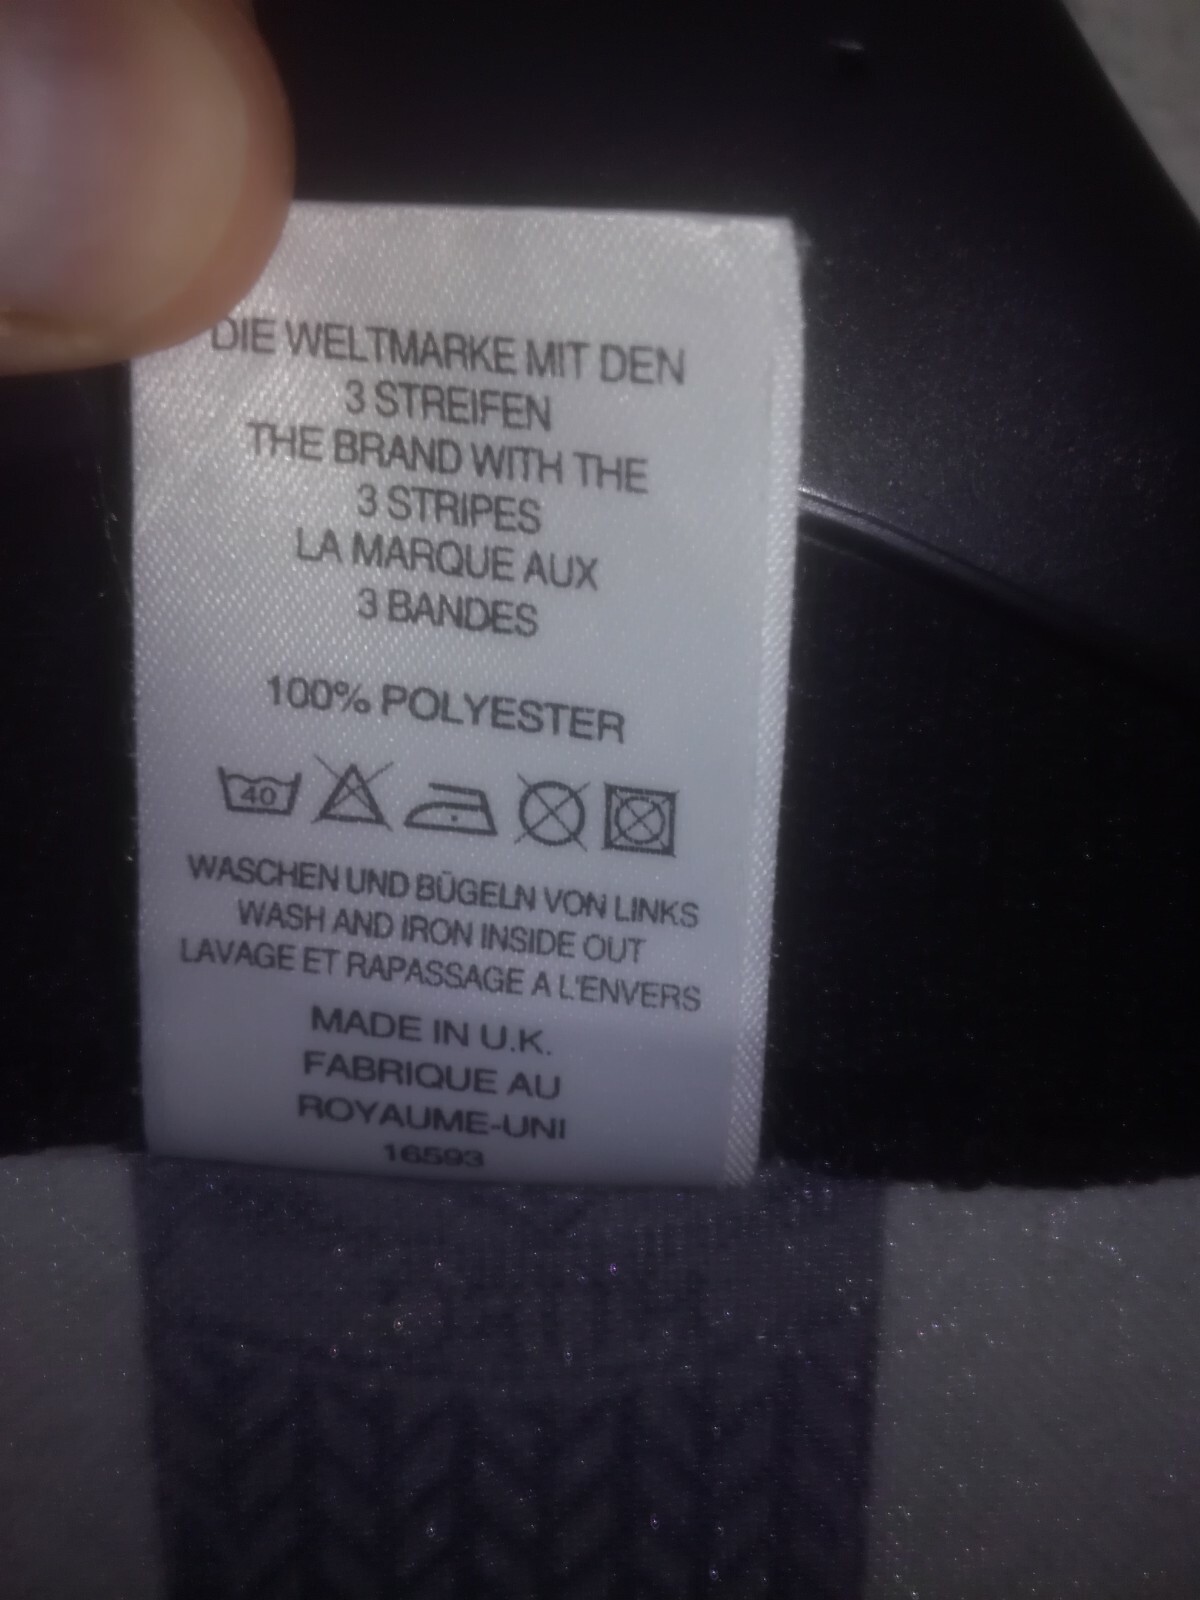 DIE WELTMARKE MIT DEN
3 STREIFEN
THE BRAND WITH THE
3 STRIPES
LA MARQUE AUX
3 BANDES
100% POLYESTER
40
WASCHEN UND BÜGELN VON LINKS
WASH AND IRON INSIDE OUT
LAVAGE ET RAPASSAGE A L'ENVERS
MADE IN U.K.
FABRIQUE AU
ROYAUME-UNI
16593